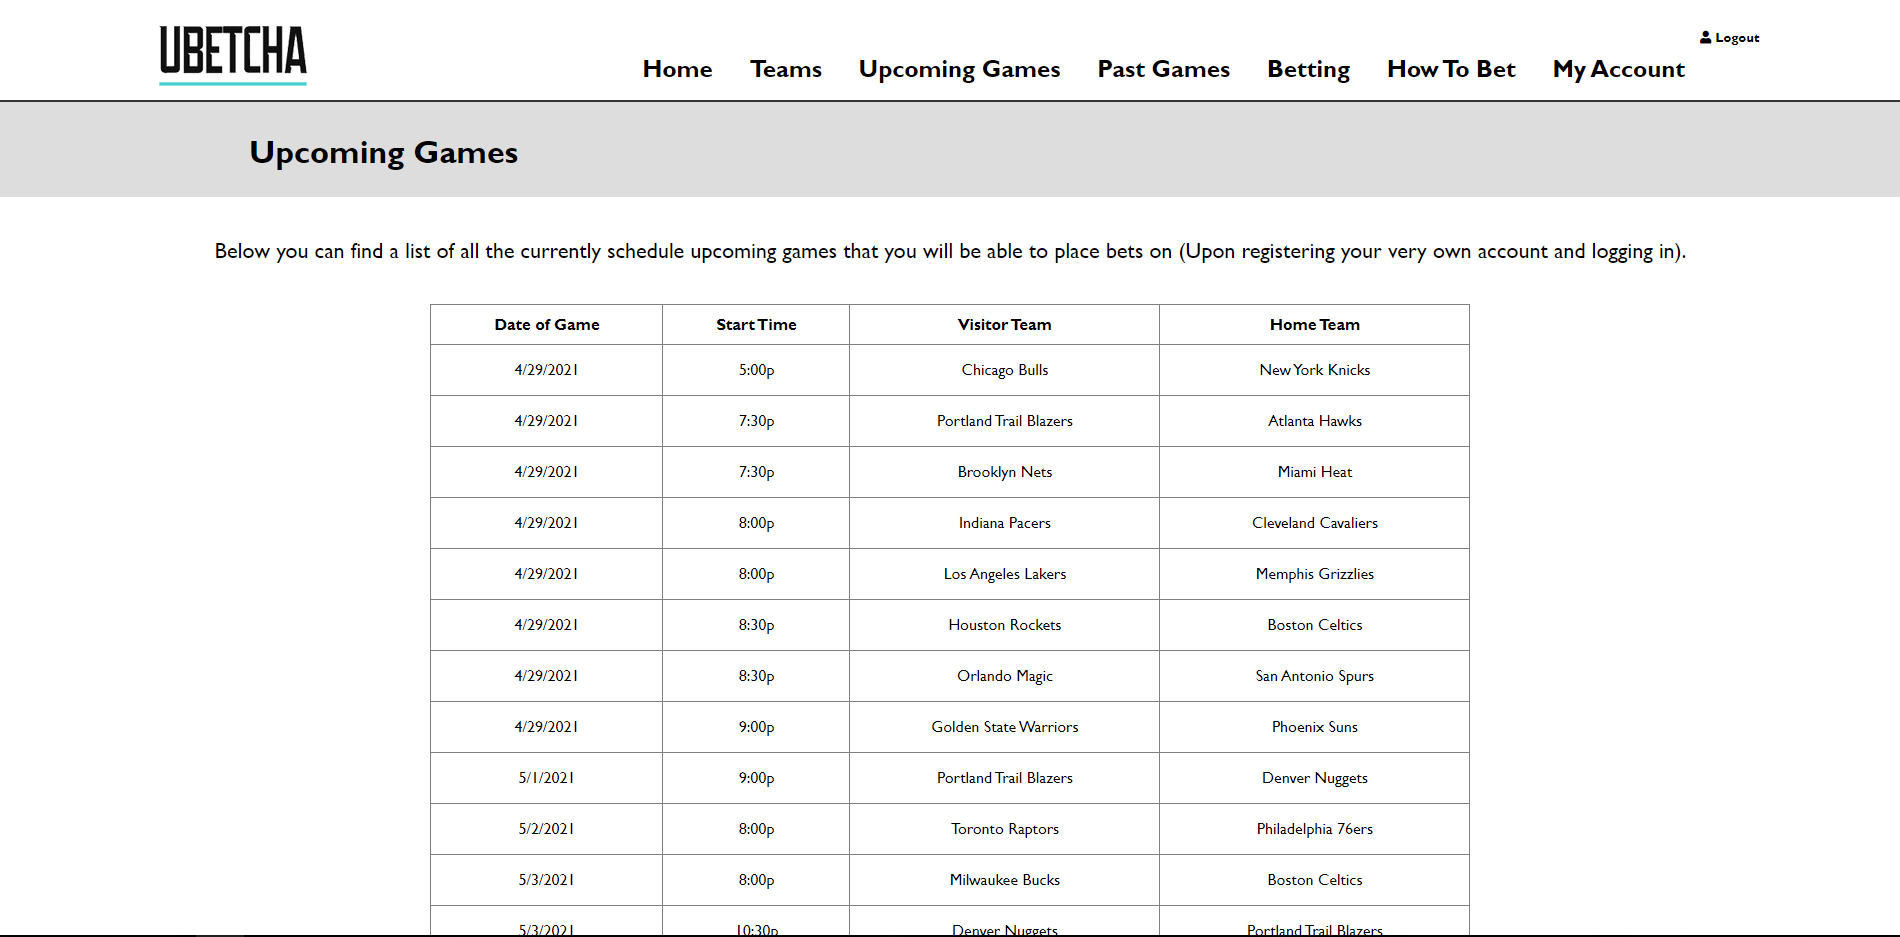 UBETCHA
Logout
Home Teams Upcoming Games Past Games Betting How To Bet My Account
Upcoming Games
Below you can find a list of all the currently schedule upcoming games that you will be able to place bets on (Upon registering your very own account and logging in).
Date of Game Start Time Visitor Team Home Team
4/29/2021 5:00p Chicago Bulls New York Knicks
4/29/2021 7:30p Portland Trail Blazers Atlanta Hawks
4/29/2021 7:30p Brooklyn Nets Miami Heat
4/29/2021 8:00p Indiana Pacers Cleveland Cavaliers
4/29/2021 8:00p Los Angeles Lakers Memphis Grizzlies
4/29/2021 8:30p Houston Rockets Boston Celtics
4/29/2021 8:30p Orlando Magic San Antonio Spurs
4/29/2021 9:00p Golden State Warriors Phoenix Suns
5/1/2021 9:00p Portland Trail Blazers Denver Nuggets
5/2/2021 8:00p Toronto Raptors Philadelphia 76ers
5/3/2021 8:00p Milwaukee Bucks Boston Celtics
5/3/2021 10:30p Denver Nuggets Portland Trail Blazers